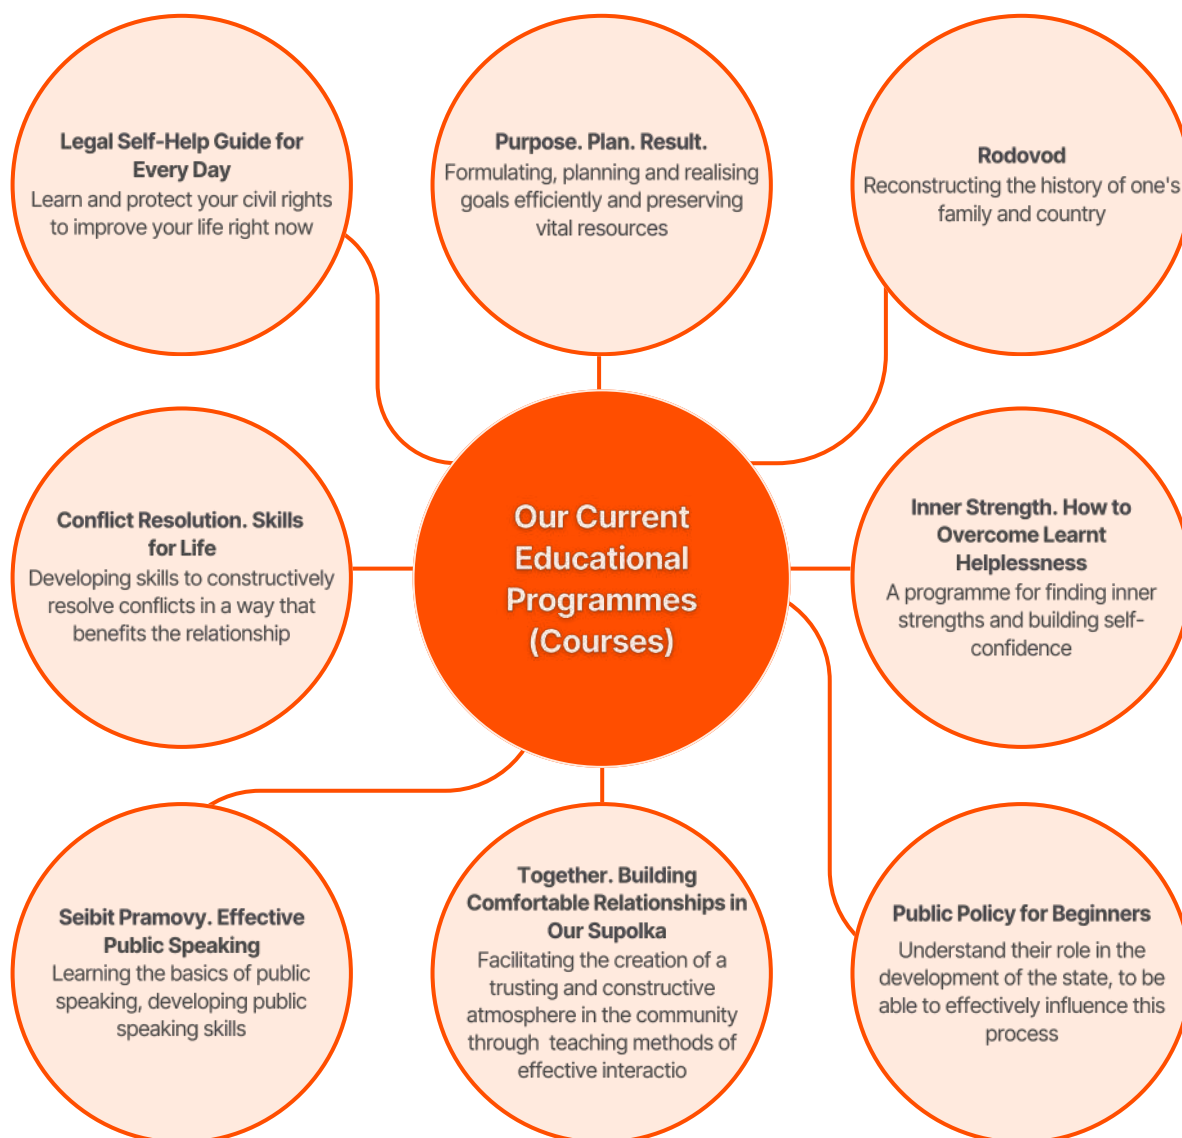 Legal Self-Help Guide for
Every Day
Learn and protect your civil rights
to improve your life right now
Purpose. Plan. Result.
Formulating, planning and realising
goals efficiently and preserving
vital resources
Rodovod
Reconstructing the history of one's
family and country
Conflict Resolution. Skills
for Life
Developing skills to constructively
resolve conflicts in a way that
benefits the relationship
Our Current
Educational
Programmes
(Courses)
Inner Strength. How to
Overcome Learnt
Helplessness
A programme for finding inner
strengths and building self-
confidence
Seibit Pramovy. Effective
Public Speaking
Learning the basics of public
speaking, developing public
speaking skills
Together. Building
Comfortable Relationships in
Our Supolka
Facilitating the creation of a
trusting and constructive
atmosphere in the community
through  teaching methods of
effective interactio
Public Policy for Beginners
Understand their role in the
development of the state, to be
able to effectively influence this
process